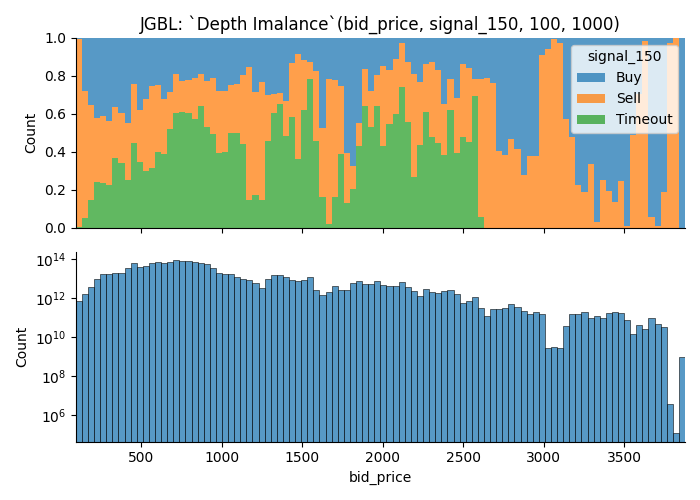 JGBL: `Depth Imalance`(bid_price, signal_150, 100, 1000)
1.0
0.8
0.6
0.4
0.2
0.0
Count
signal_150
Buy
Sell
Timeout
10^14
10^12
10^10
10^8
10^6
Count
500 1000 1500 2000 2500 3000 3500
bid_price